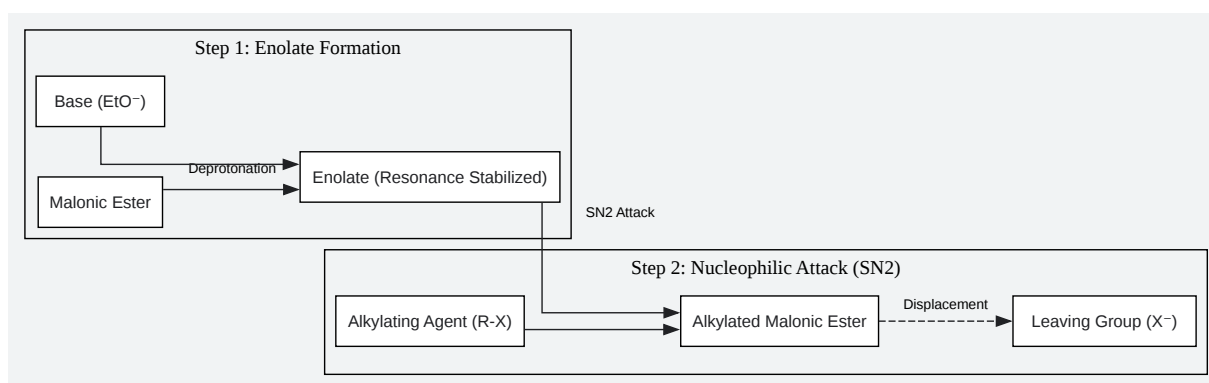 Step 1: Enolate Formation
Base (EtO⁻)
Deprotonation
Enolate (Resonance Stabilized)
Malonic Ester
SN2 Attack
Step 2: Nucleophilic Attack (SN2)
Alkylating Agent (R-X)
Alkylated Malonic Ester
Displacement
Leaving Group (X⁻)